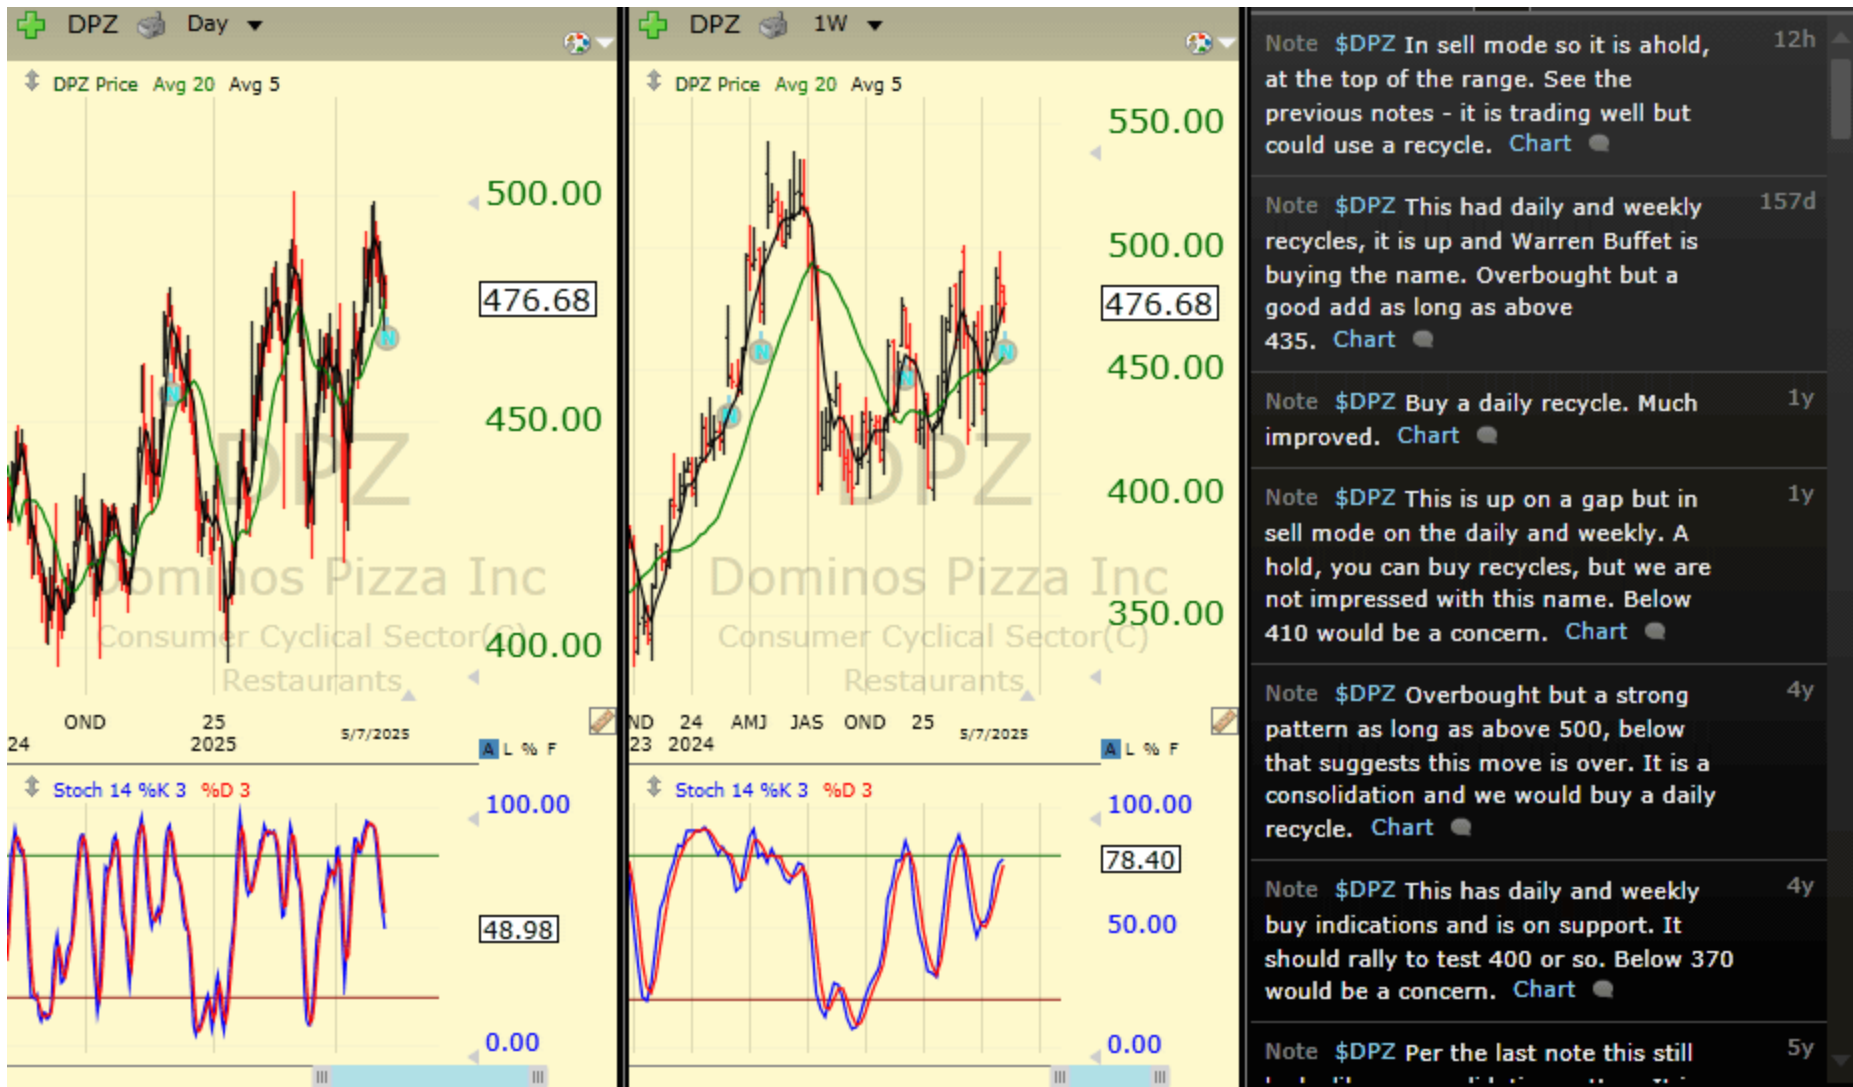 DPZ Day
DPZ Price Avg 20 Avg 5
500.00
476.68
450.00
400.00
N
N
DPZ
Dominos Pizza Inc
Consumer Cyclical Sector(C)
Restaurants
OND 25
24 2025 5/7/2025
A L % F
Stoch 14 %K 3 %D 3
100.00
48.98
0.00
DPZ 1W
DPZ Price Avg 20 Avg 5
550.00
500.00
476.68
450.00
400.00
350.00
N
N
N
N
DPZ
Dominos Pizza Inc
Consumer Cyclical Sector(C)
Restaurants
ND 24 AMJ JAS OND 25
23 2024 5/7/2025
A L % F
Stoch 14 %K 3 %D 3
100.00
78.40
50.00
0.00
Note $DPZ In sell mode so it is ahold, 12h
at the top of the range. See the
previous notes - it is trading well but
could use a recycle. Chart
Note $DPZ This had daily and weekly 157d
recycles, it is up and Warren Buffet is
buying the name. Overbought but a
good add as long as above
435. Chart
Note $DPZ Buy a daily recycle. Much 1y
improved. Chart
Note $DPZ This is up on a gap but in 1y
sell mode on the daily and weekly. A
hold, you can buy recycles, but we are
not impressed with this name. Below
410 would be a concern. Chart
Note $DPZ Overbought but a strong 4y
pattern as long as above 500, below
that suggests this move is over. It is a
consolidation and we would buy a daily
recycle. Chart
Note $DPZ This has daily and weekly 4y
buy indications and is on support. It
should rally to test 400 or so. Below 370
would be a concern. Chart
Note $DPZ Per the last note this still 5y